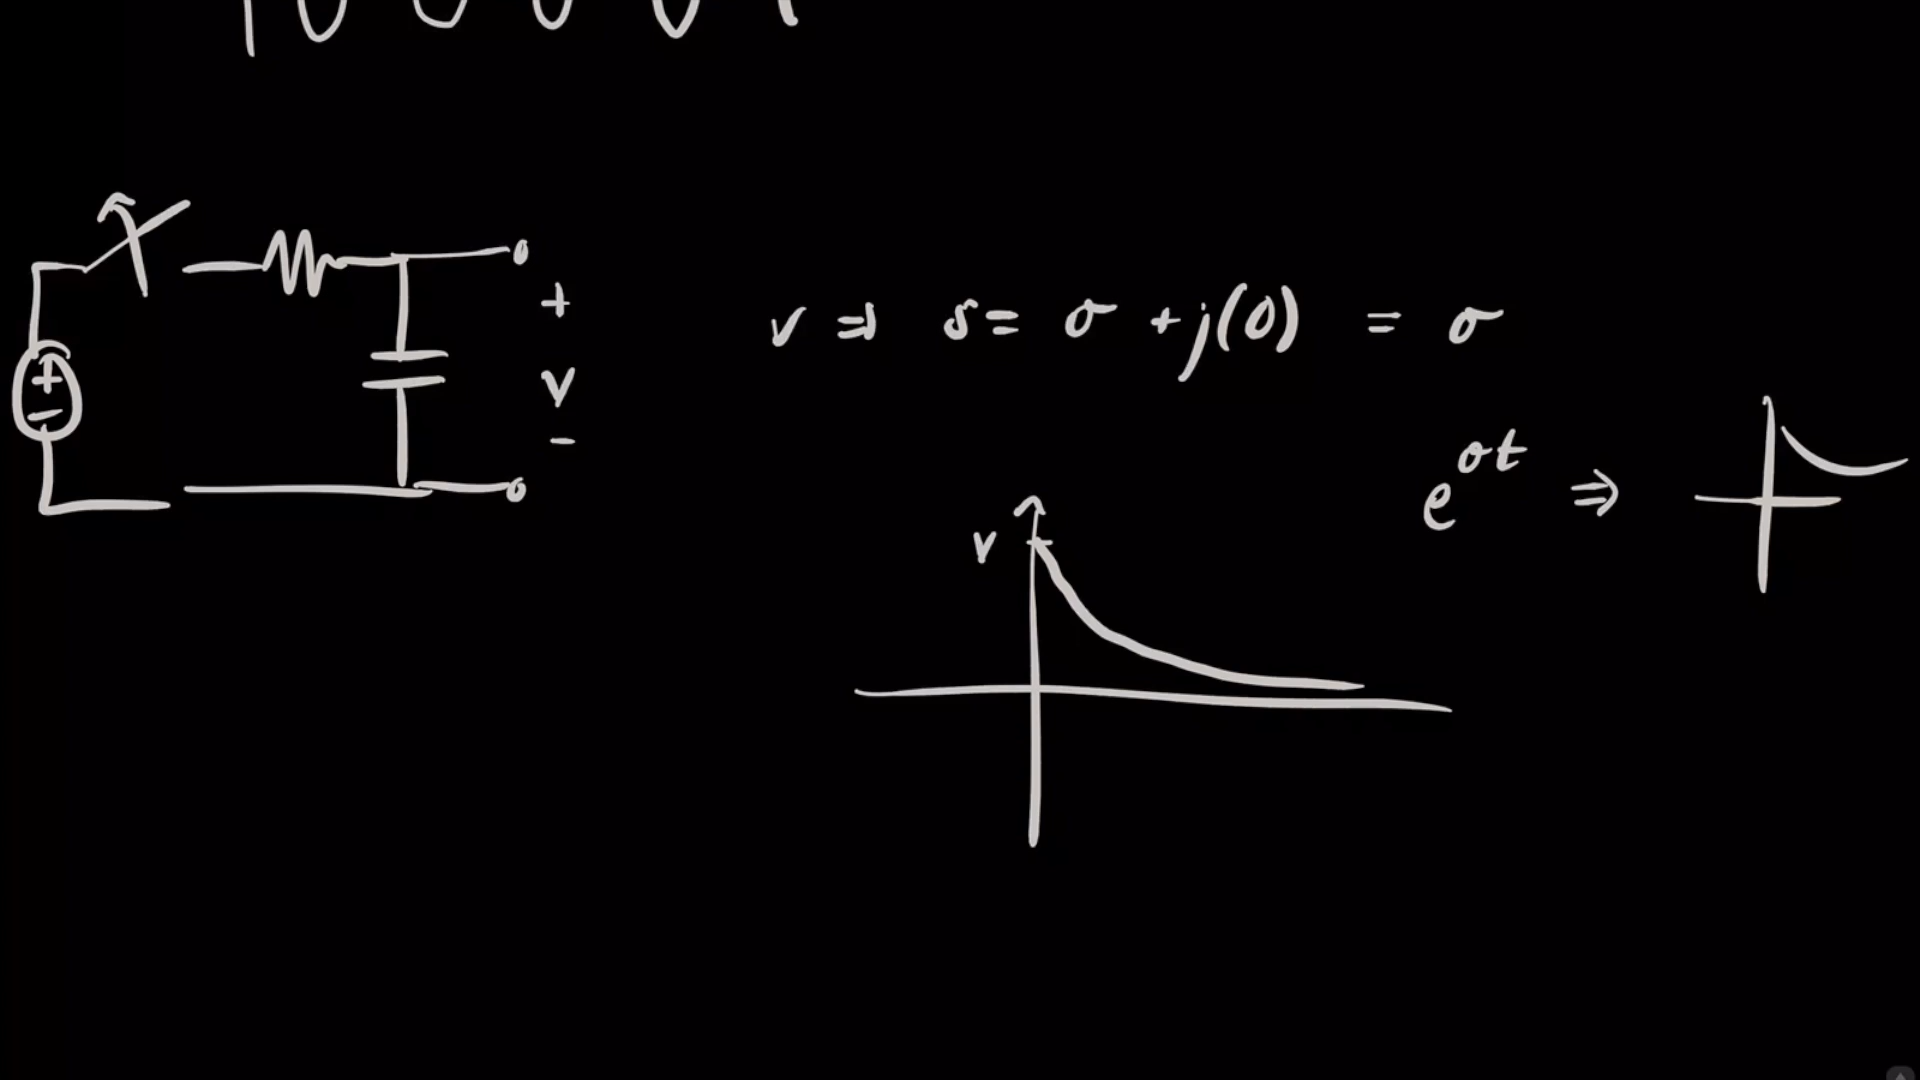 +
-
+
v
-
v ⇒ s = σ + j(0) = σ
e^σt ⇒
v